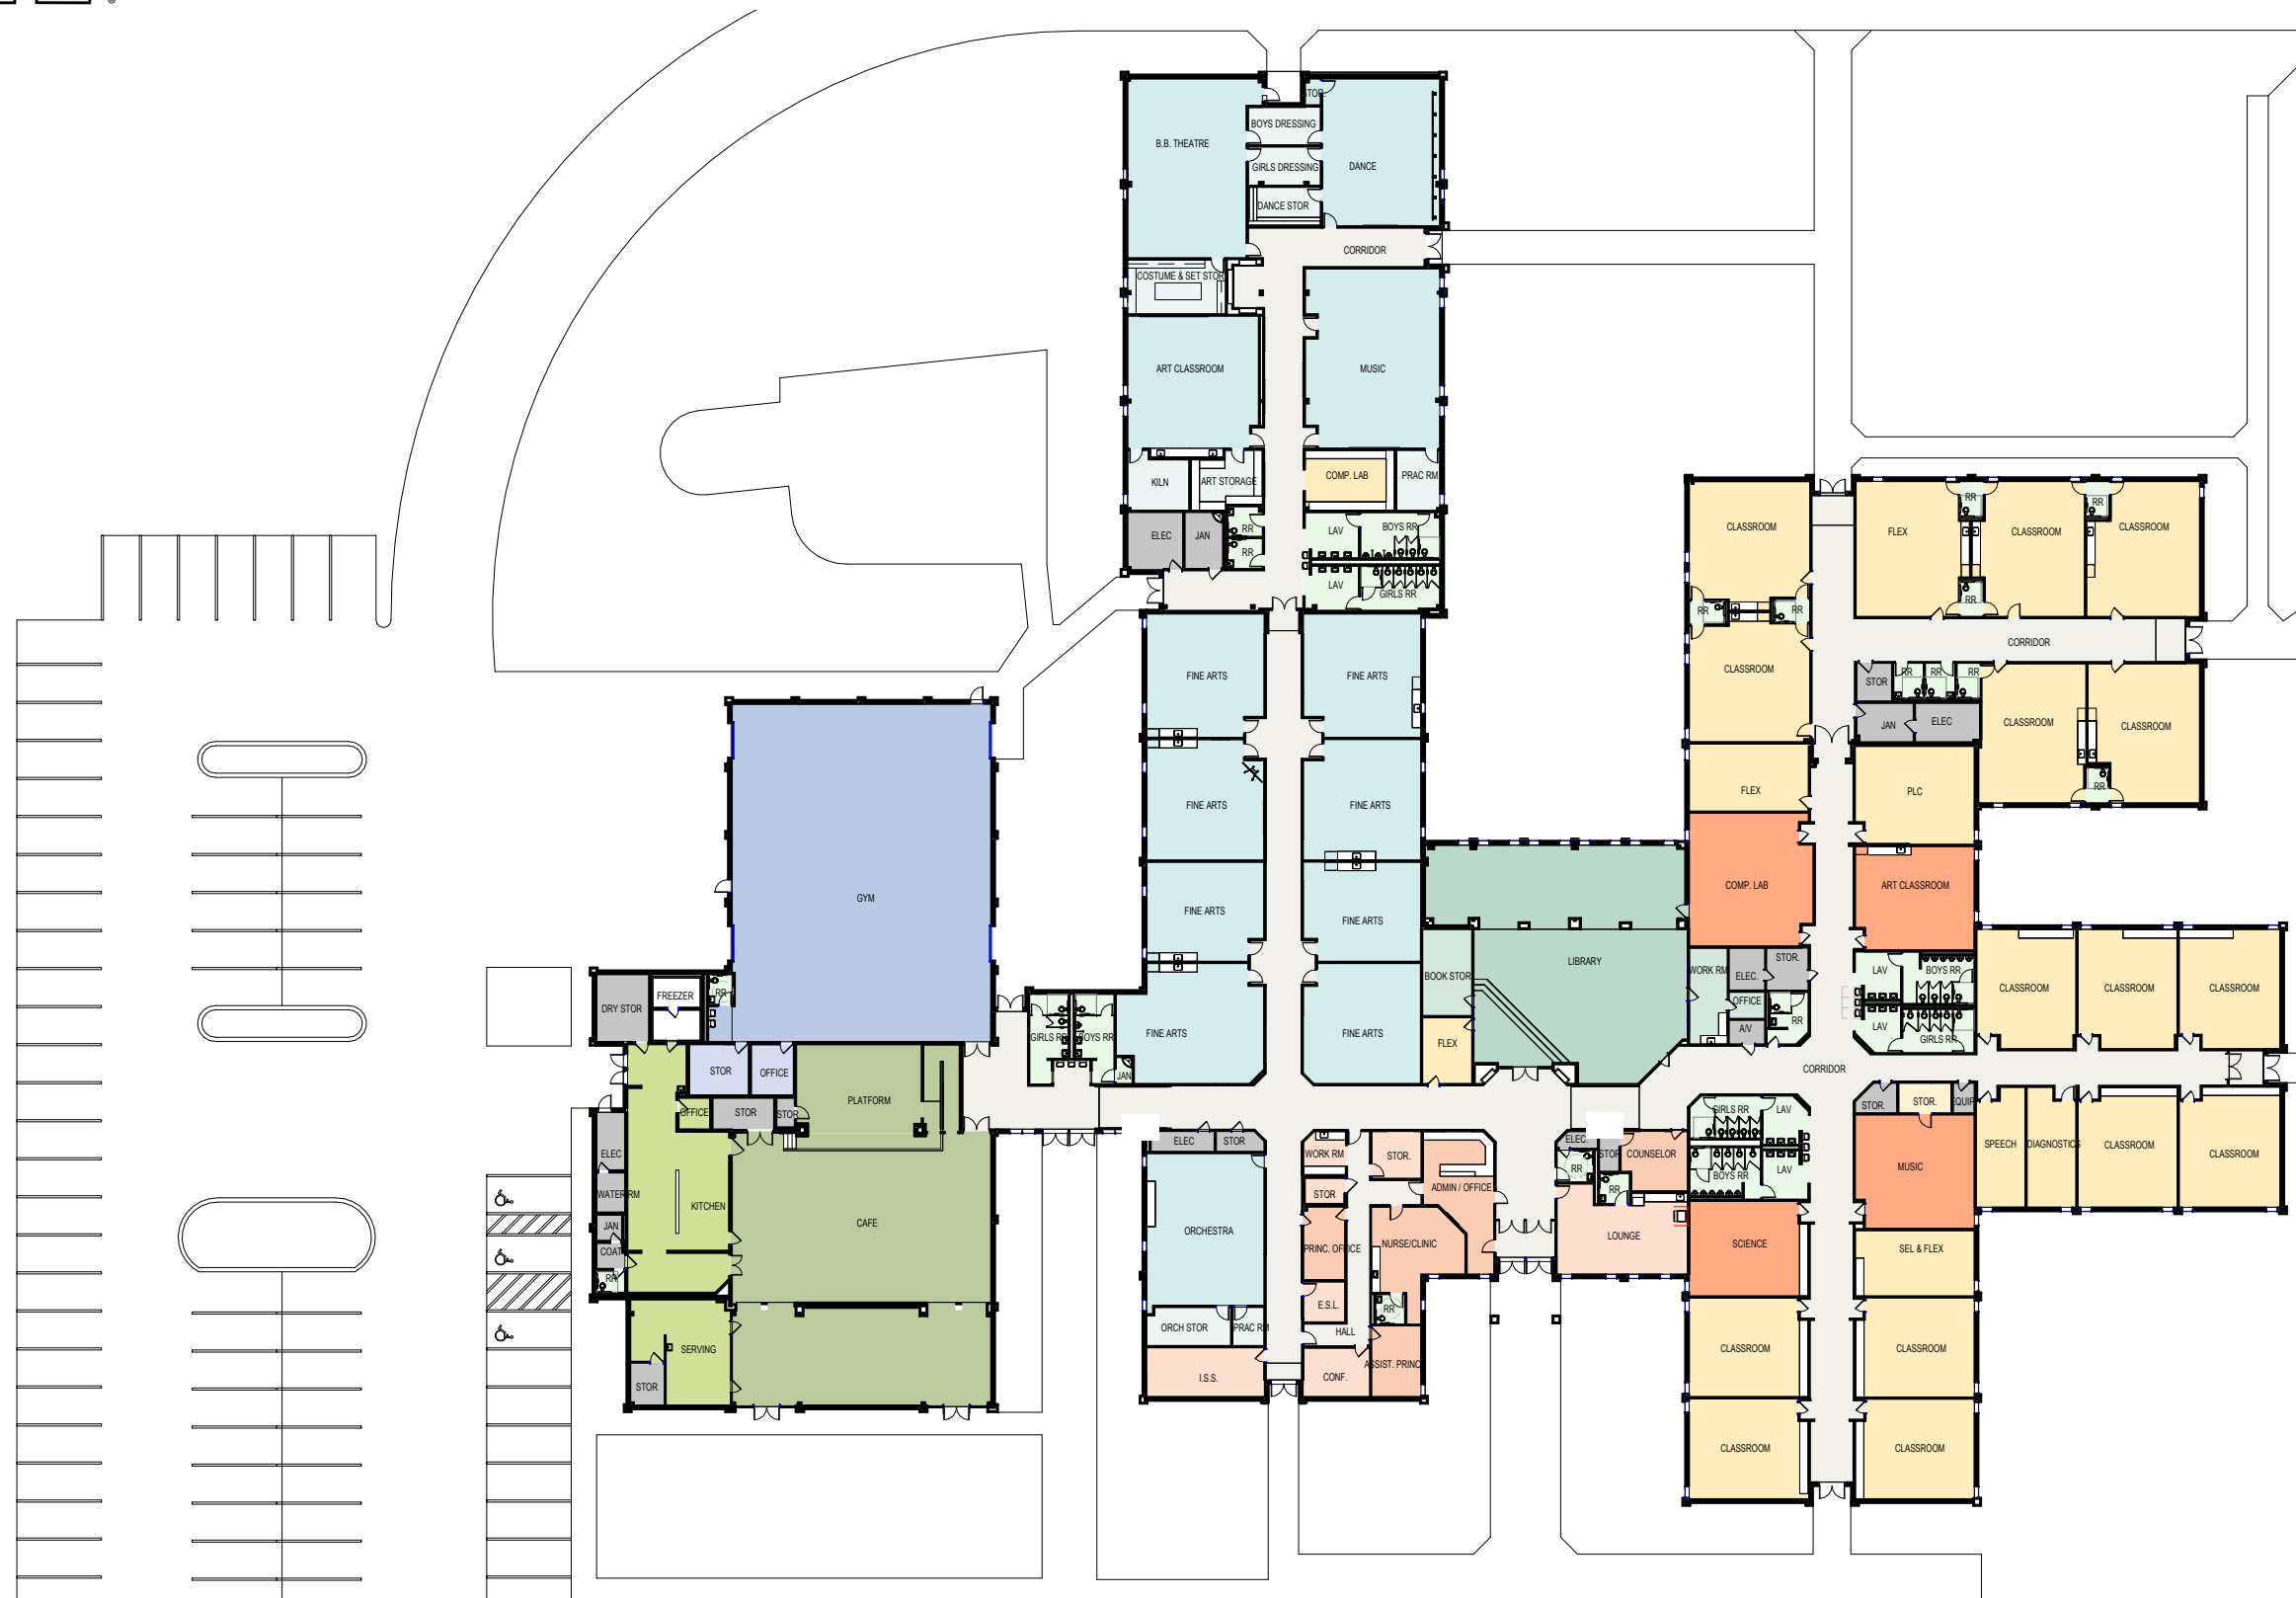 STOR.
BOYS DRESSING
B.B. THEATRE
GIRLS DRESSING
DANCE
DANCE STOR
CORRIDOR
COSTUME & SET STOR
ART CLASSROOM
MUSIC
KILN
ART STORAGE
COMP. LAB
PRAC RM
ELEC
JAN
RR
RR
LAV
BOYS RR
LAV
GIRLS RR
FINE ARTS
FINE ARTS
FINE ARTS
FINE ARTS
FINE ARTS
FINE ARTS
FINE ARTS
FINE ARTS
CLASSROOM
FLEX
RR
CLASSROOM
RR
CLASSROOM
RR
RR
RR
CLASSROOM
CORRIDOR
STOR
RR
RR
RR
JAN
ELEC
CLASSROOM
CLASSROOM
RR
FLEX
PLC
COMP. LAB
ART CLASSROOM
GYM
LIBRARY
BOOK STOR
FLEX
WORK RM
ELEC.
STOR.
OFFICE
A/V
RR
LAV
BOYS RR
LAV
GIRLS RR
CLASSROOM
CLASSROOM
CLASSROOM
CORRIDOR
DRY STOR
FREEZER
RR
GIRLS RR
BOYS RR
JAN
STOR
OFFICE
PLATFORM
OFFICE
STOR
STOR
ELEC
WATER RM
JAN
COAT
RR
KITCHEN
CAFE
SERVING
STOR
ELEC
STOR
ORCHESTRA
ORCH STOR
PRAC RM
I.S.S.
WORK RM
STOR.
STOR
ADMIN / OFFICE
PRINC. OFFICE
NURSE/CLINIC
E.S.L.
RR
HALL
CONF.
ASSIST. PRINC.
ELEC.
RR
STOR
COUNSELOR
RR
LOUNGE
GIRLS RR
LAV
BOYS RR
LAV
STOR.
STOR.
EQUIP
MUSIC
SPEECH
DIAGNOSTICS
CLASSROOM
CLASSROOM
SCIENCE
SEL & FLEX
CLASSROOM
CLASSROOM
CLASSROOM
CLASSROOM